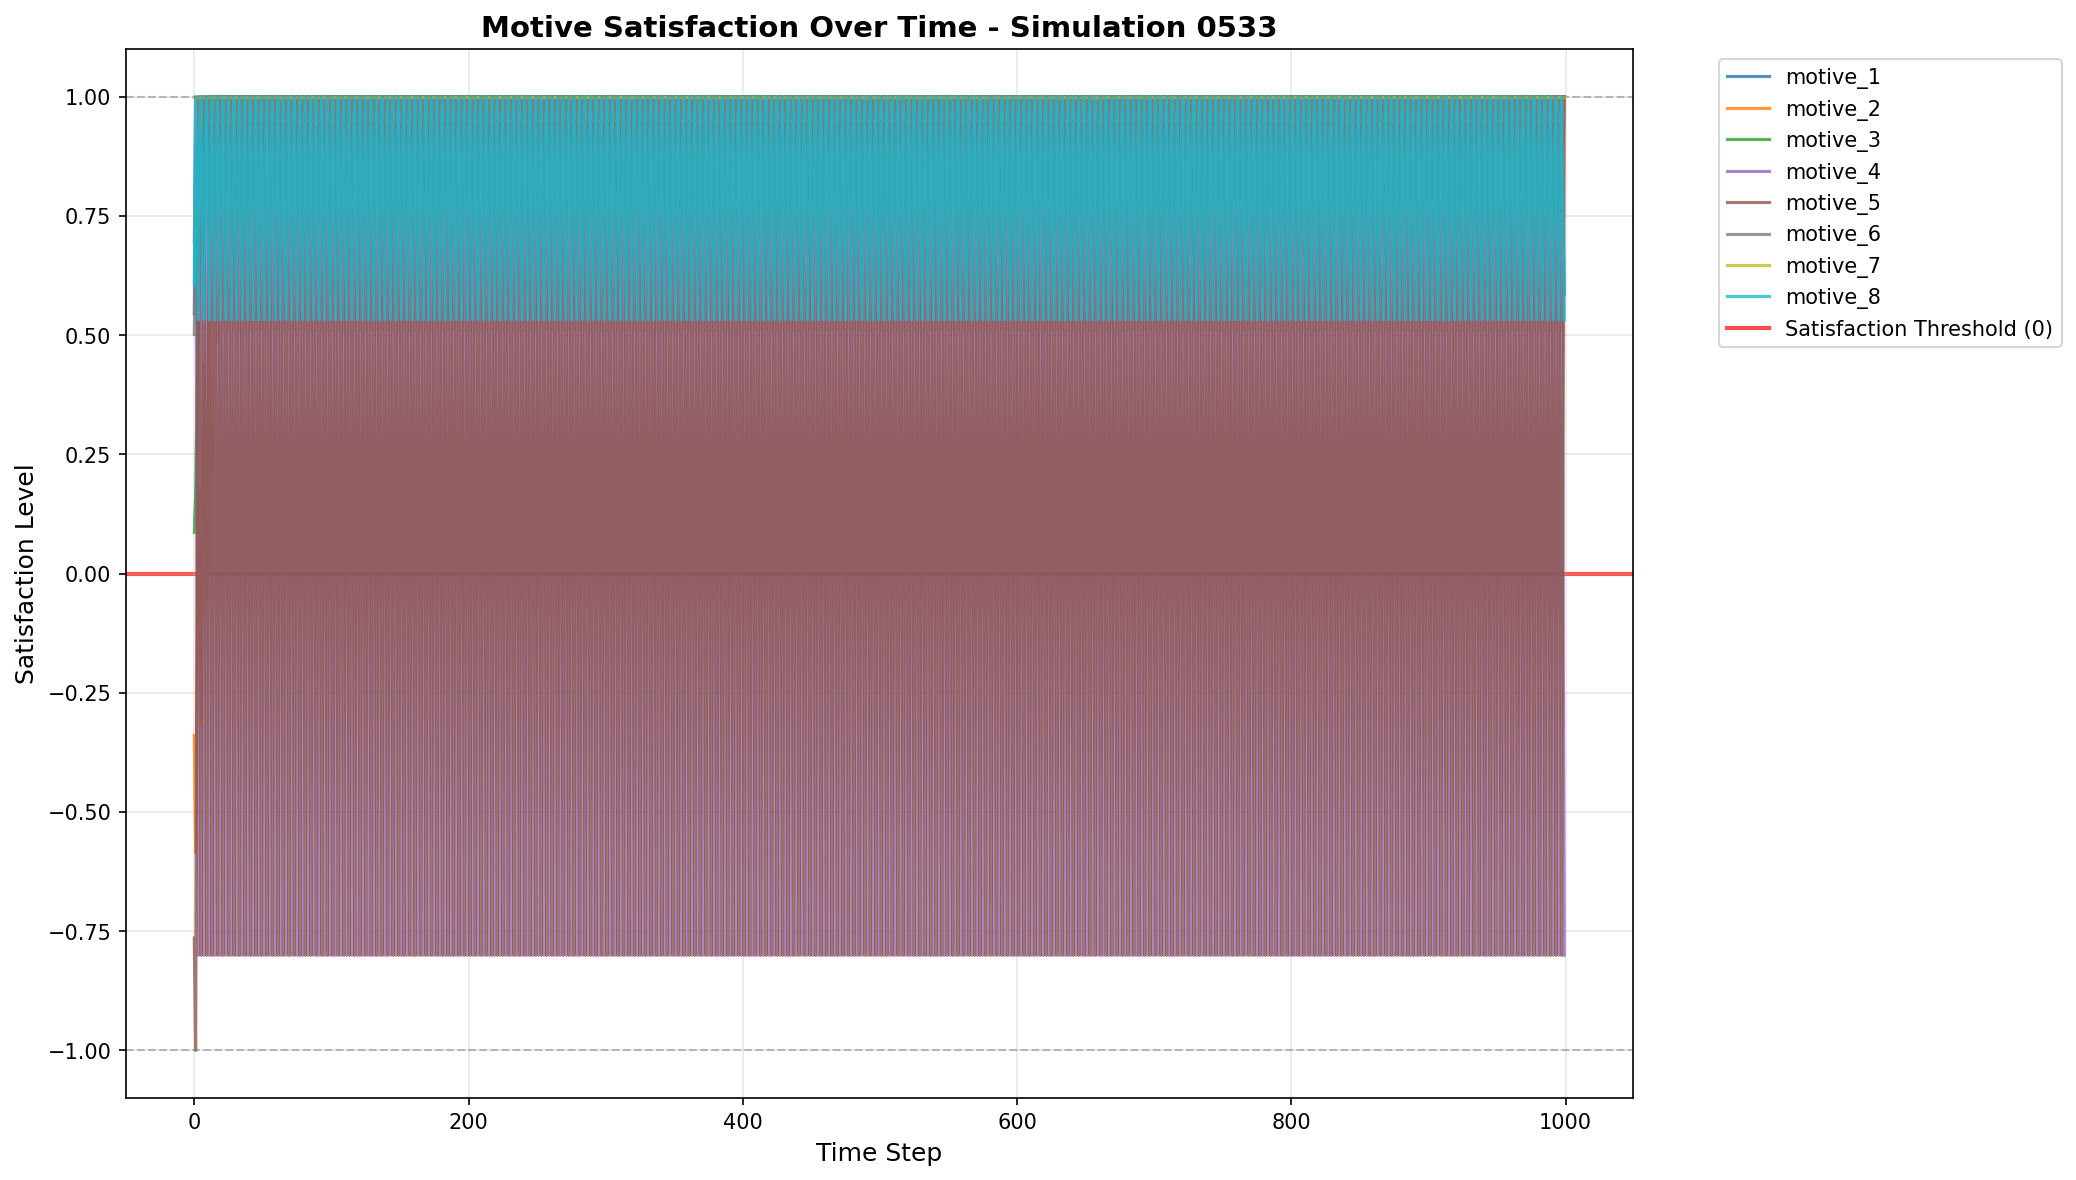 Motive Satisfaction Over Time - Simulation 0533
1.00
0.75
0.50
0.25
0.00
−0.25
−0.50
−0.75
−1.00
Satisfaction Level
0 200 400 600 800 1000
Time Step
motive_1
motive_2
motive_3
motive_4
motive_5
motive_6
motive_7
motive_8
Satisfaction Threshold (0)